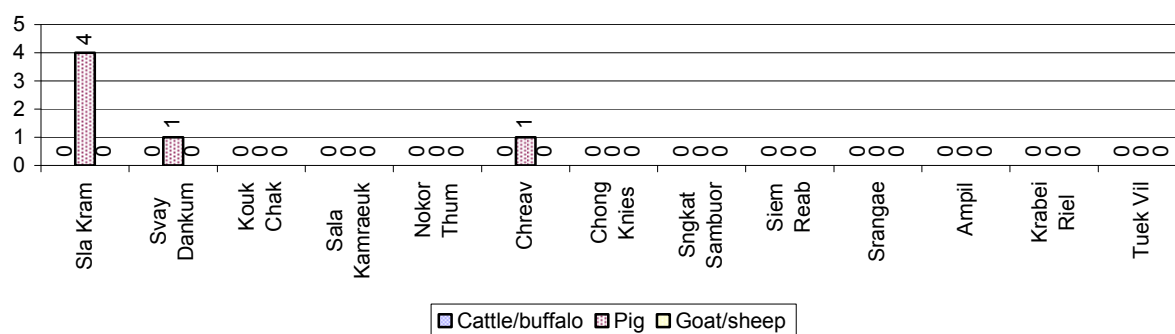 5
4
3
2
1
0
0 4 0
0 1 0
0 0 0
0 0 0
0 0 0
0 1 0
0 0 0
0 0 0
0 0 0
0 0 0
0 0 0
0 0 0
0 0 0
Sla Kram
Svay
Dankum
Kouk
Chak
Sala
Kamraeuk
Nokor
Thum
Chreav
Chong
Knies
Sngkat
Sambuor
Siem
Reab
Srangae
Ampil
Krabei
Riel
Tuek Vil
Cattle/buffalo Pig Goat/sheep